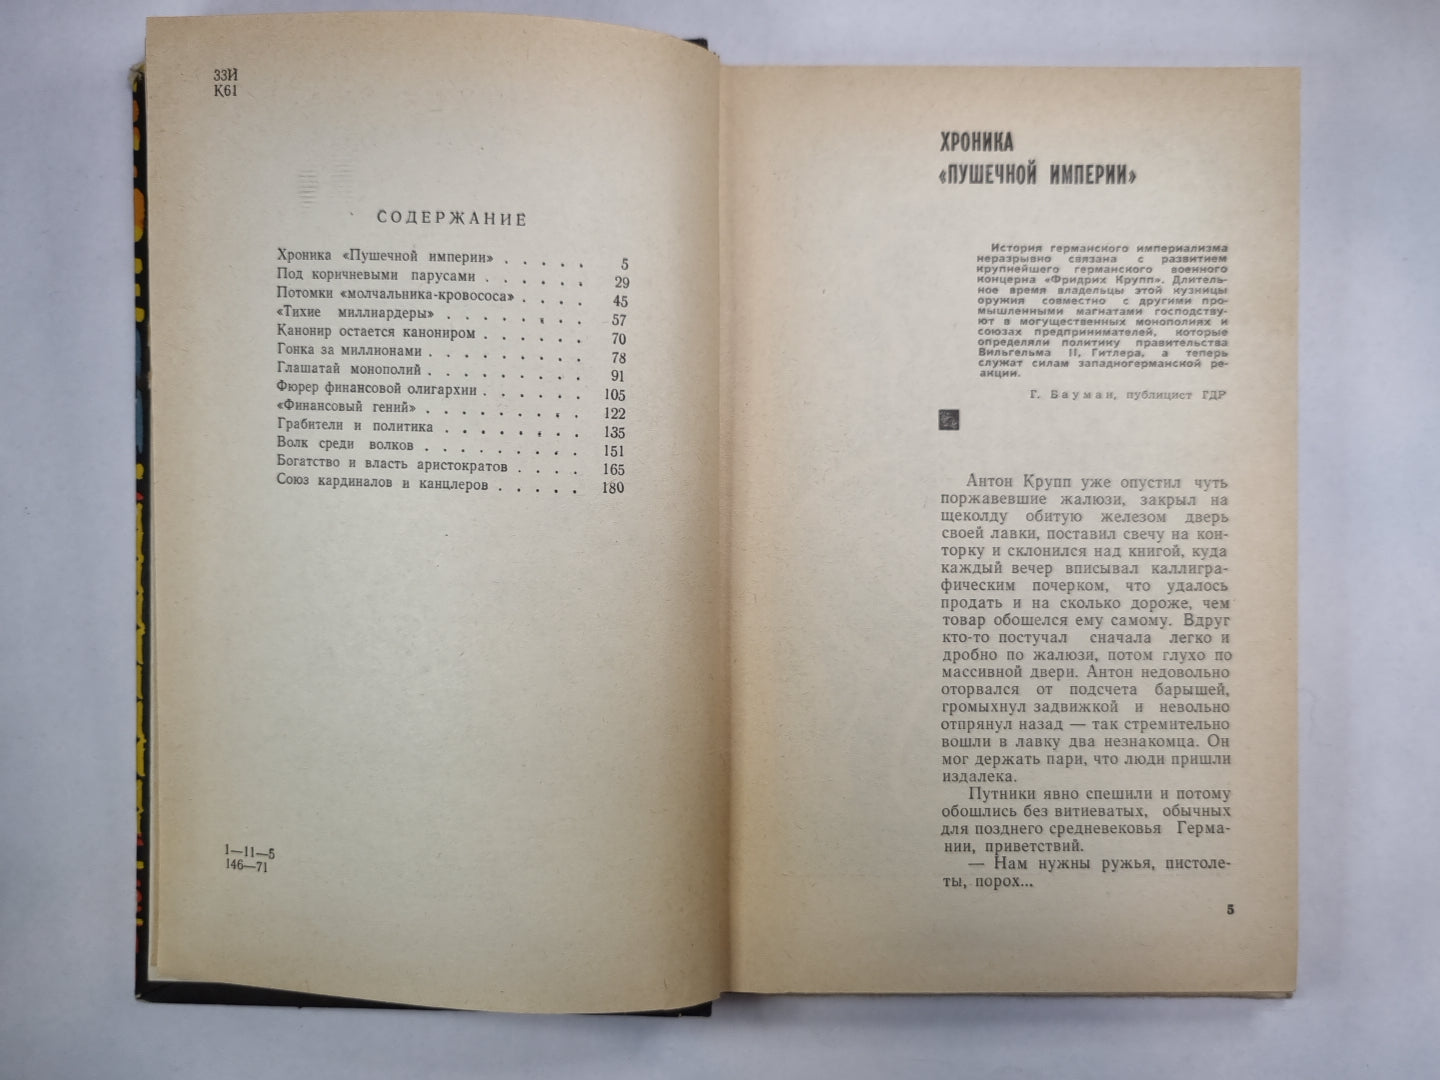 33И
К61
СОДЕРЖАНИЕ
Хроника «Пушечной империи» . . . . . 5
Под коричневыми парусами . . . . . . 29
Потомки «молчальника-кровососа» . . . . 45
«Тихие миллиардеры» . . . . . . . . 57
Канонир остается канониром . . . . . . 70
Гонка за миллионами . . . . . . . . . 78
Глашатай монополий . . . . . . . . . 91
Фюрер финансовой олигархии . . . . . . 105
«Финансовый гений» . . . . . . . . . 122
Грабители и политика . . . . . . . . 135
Волк среди волков . . . . . . . . . 151
Богатство и власть аристократов . . . . 165
Союз кардиналов и канцлеров . . . . . 180
1—11—5
146—71
ХРОНИКА
«ПУШЕЧНОЙ ИМПЕРИИ»
История германского империализма
неразрывно связана с развитием
крупнейшего германского военного
концерна «Фридрих Крупп». Длитель-
ное время владельцы этой кузницы
оружия совместно с другими про-
мышленными магнатами господству-
ют в могущественных монополиях и
союзах предпринимателей, которые
определяли политику правительства
Вильгельма II, Гитлера, а теперь
служат силам западногерманской ре-
акции.
Г. Бауман, публицист ГДР
Антон Крупп уже опустил чуть
поржавевшие жалюзи, закрыл на
щеколду обитую железом дверь
своей лавки, поставил свечу на кон-
торку и склонился над книгой, куда
каждый вечер вписывал каллигра-
фическим почерком, что удалось
продать и на сколько дороже, чем
товар обошелся ему самому. Вдруг
кто-то постучал сначала легко и
дробно по жалюзи, потом глухо по
массивной двери. Антон недовольно
оторвался от подсчета барышей,
громыхнул задвижкой и невольно
отпрянул назад — так стремительно
вошли в лавку два незнакомца. Он
мог держать пари, что люди пришли
издалека.
Путники явно спешили и потому
обошлись без витиеватых, обычных
для позднего средневековья Герма-
нии, приветствий.
— Нам нужны ружья, пистоле-
ты, порох...
5